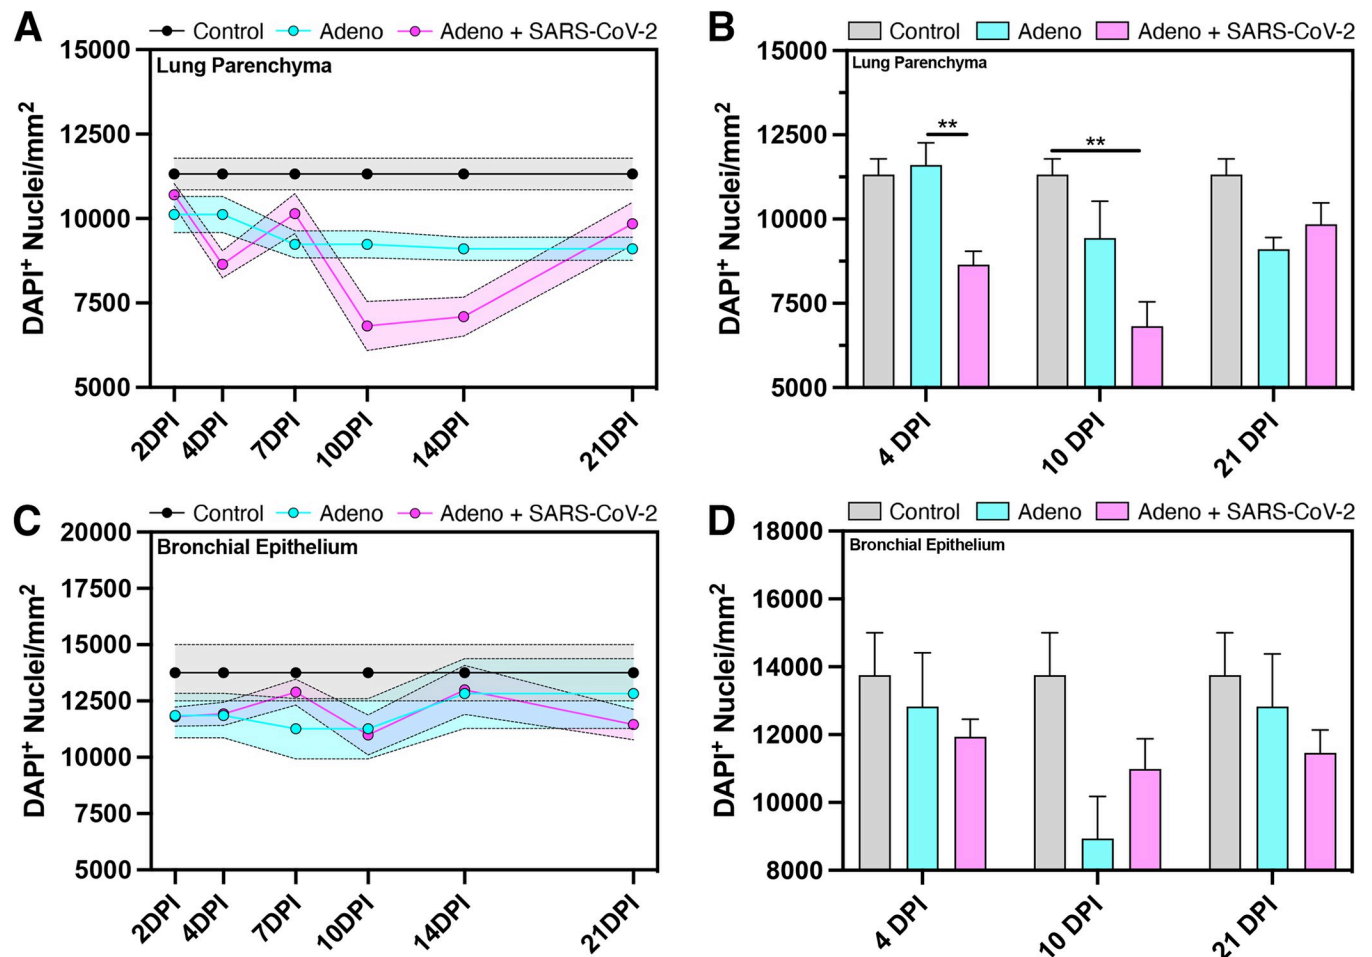 A
Control Adeno Adeno + SARS-CoV-2
Lung Parenchyma
DAPI⁺ Nuclei/mm²
15000
12500
10000
7500
5000
2DPI 4DPI 7DPI 10DPI 14DPI 21DPI
B
Control Adeno Adeno + SARS-CoV-2
Lung Parenchyma
DAPI⁺ Nuclei/mm²
15000
12500
10000
7500
5000
** **
4 DPI 10 DPI 21 DPI
C
Control Adeno Adeno + SARS-CoV-2
Bronchial Epithelium
DAPI⁺ Nuclei/mm²
20000
17500
15000
12500
10000
7500
5000
2DPI 4DPI 7DPI 10DPI 14DPI 21DPI
D
Control Adeno Adeno + SARS-CoV-2
Bronchial Epithelium
DAPI⁺ Nuclei/mm²
18000
16000
14000
12000
10000
8000
4 DPI 10 DPI 21 DPI